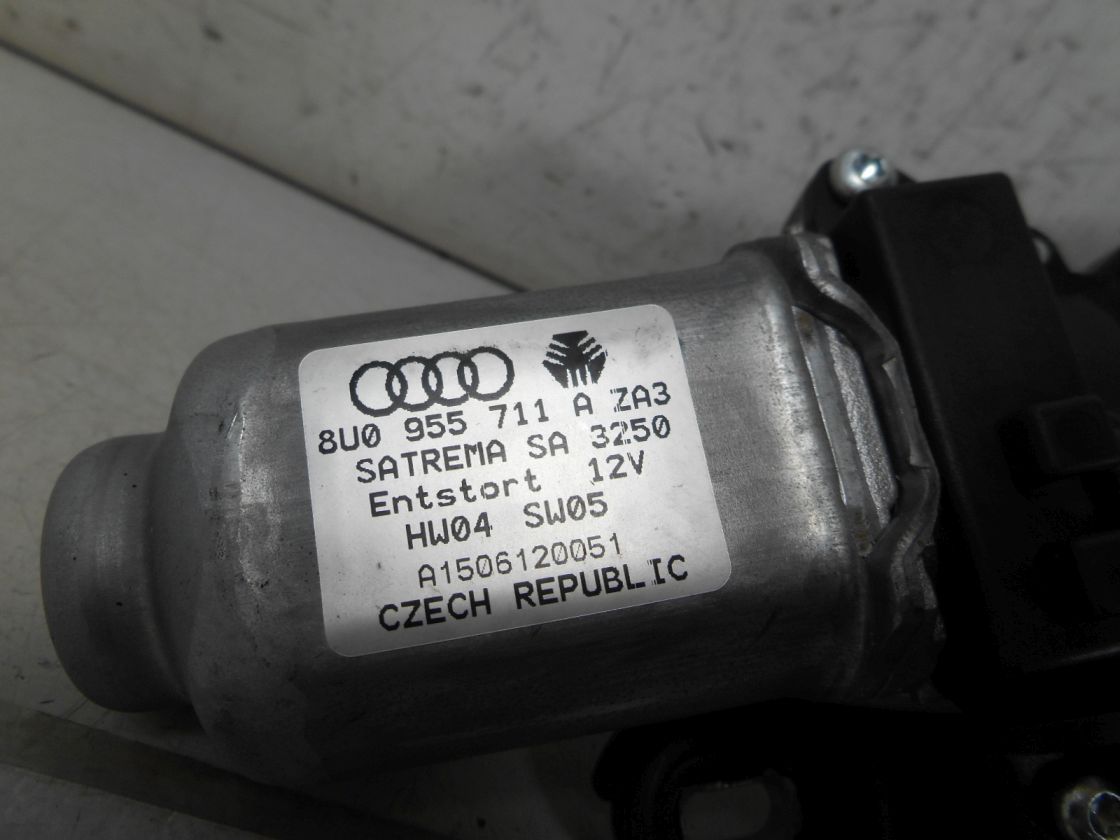 8U0 955 711 A ZA3
SATREMA SA 3250
Entstort 12V
HW04 SW05
A1506120051
CZECH REPUBLIC